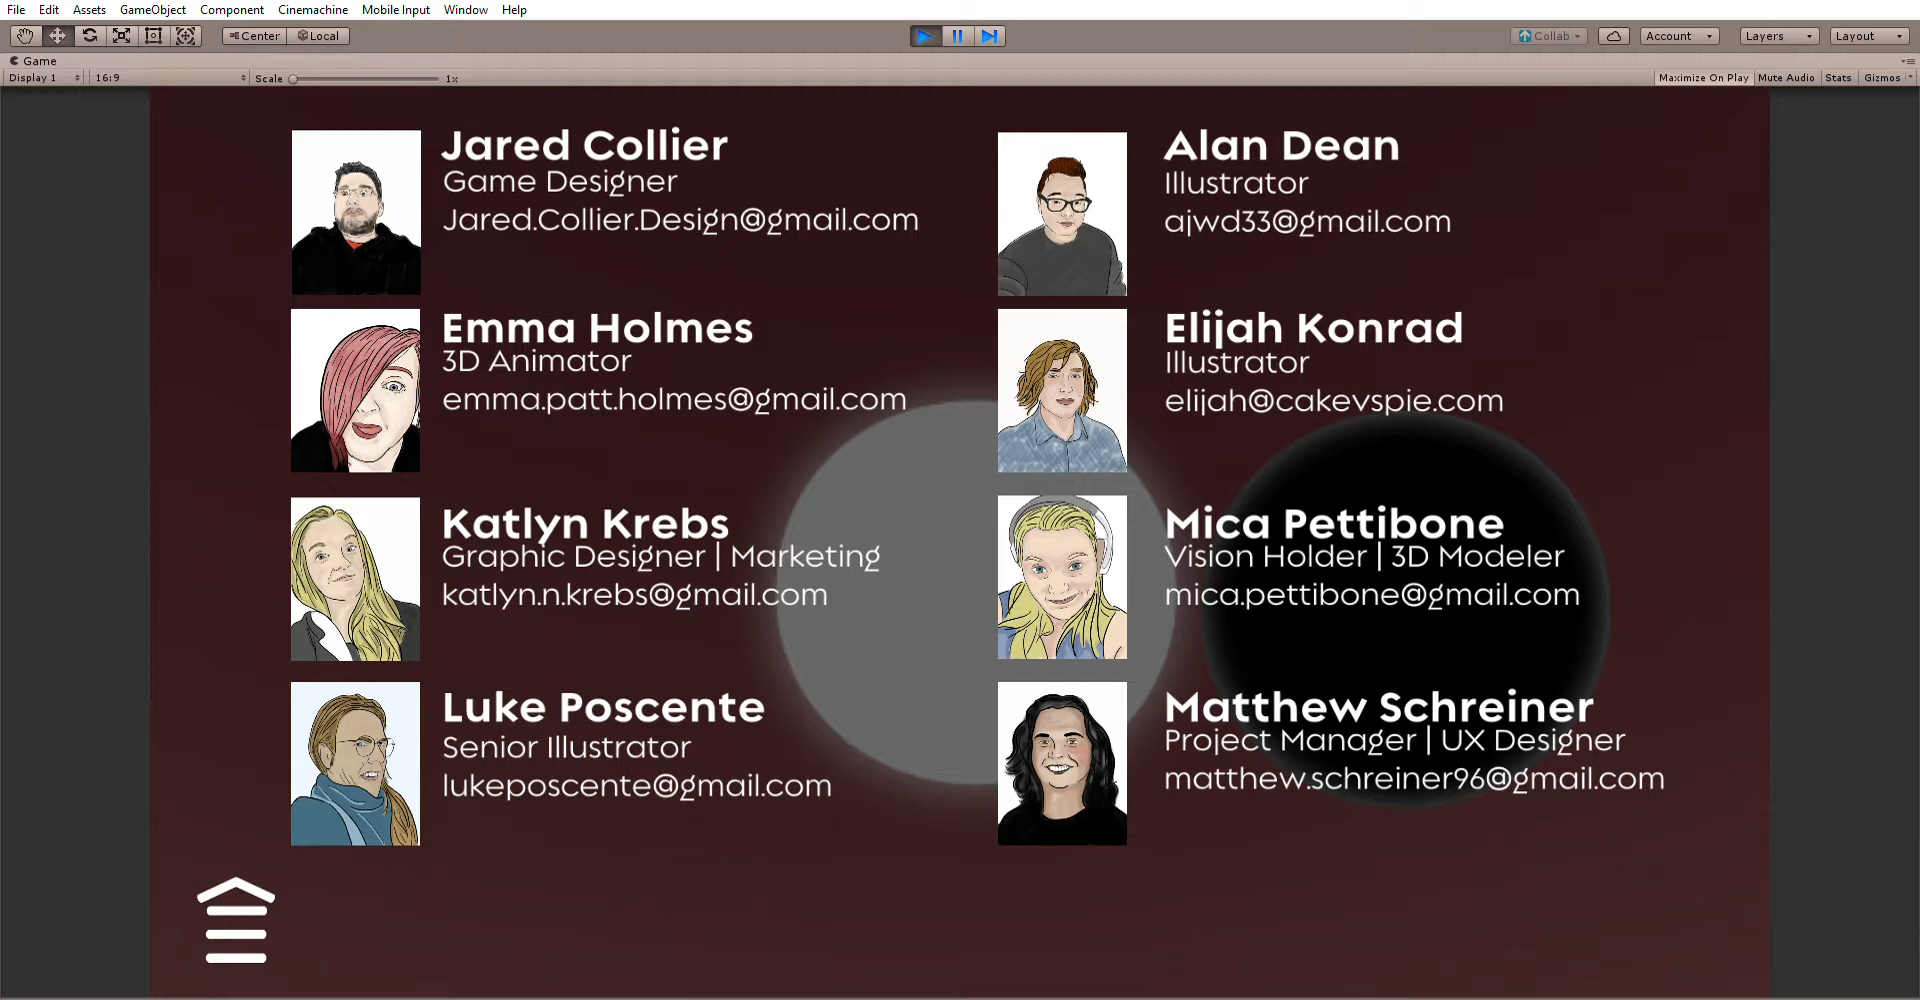 File Edit Assets GameObject Component Cinemachine Mobile Input Window Help
Center Local Collab Account Layers Layout
Game
Display 1 16:9 Scale 1x Maximize On Play Mute Audio Stats Gizmos
Jared Collier
Game Designer
Jared.Collier.Design@gmail.com
Alan Dean
Illustrator
ajwd33@gmail.com
Emma Holmes
3D Animator
emma.patt.holmes@gmail.com
Elijah Konrad
Illustrator
elijah@cakevspie.com
Katlyn Krebs
Graphic Designer | Marketing
katlyn.n.krebs@gmail.com
Mica Pettibone
Vision Holder | 3D Modeler
mica.pettibone@gmail.com
Luke Poscente
Senior Illustrator
lukeposcente@gmail.com
Matthew Schreiner
Project Manager | UX Designer
matthew.schreiner96@gmail.com